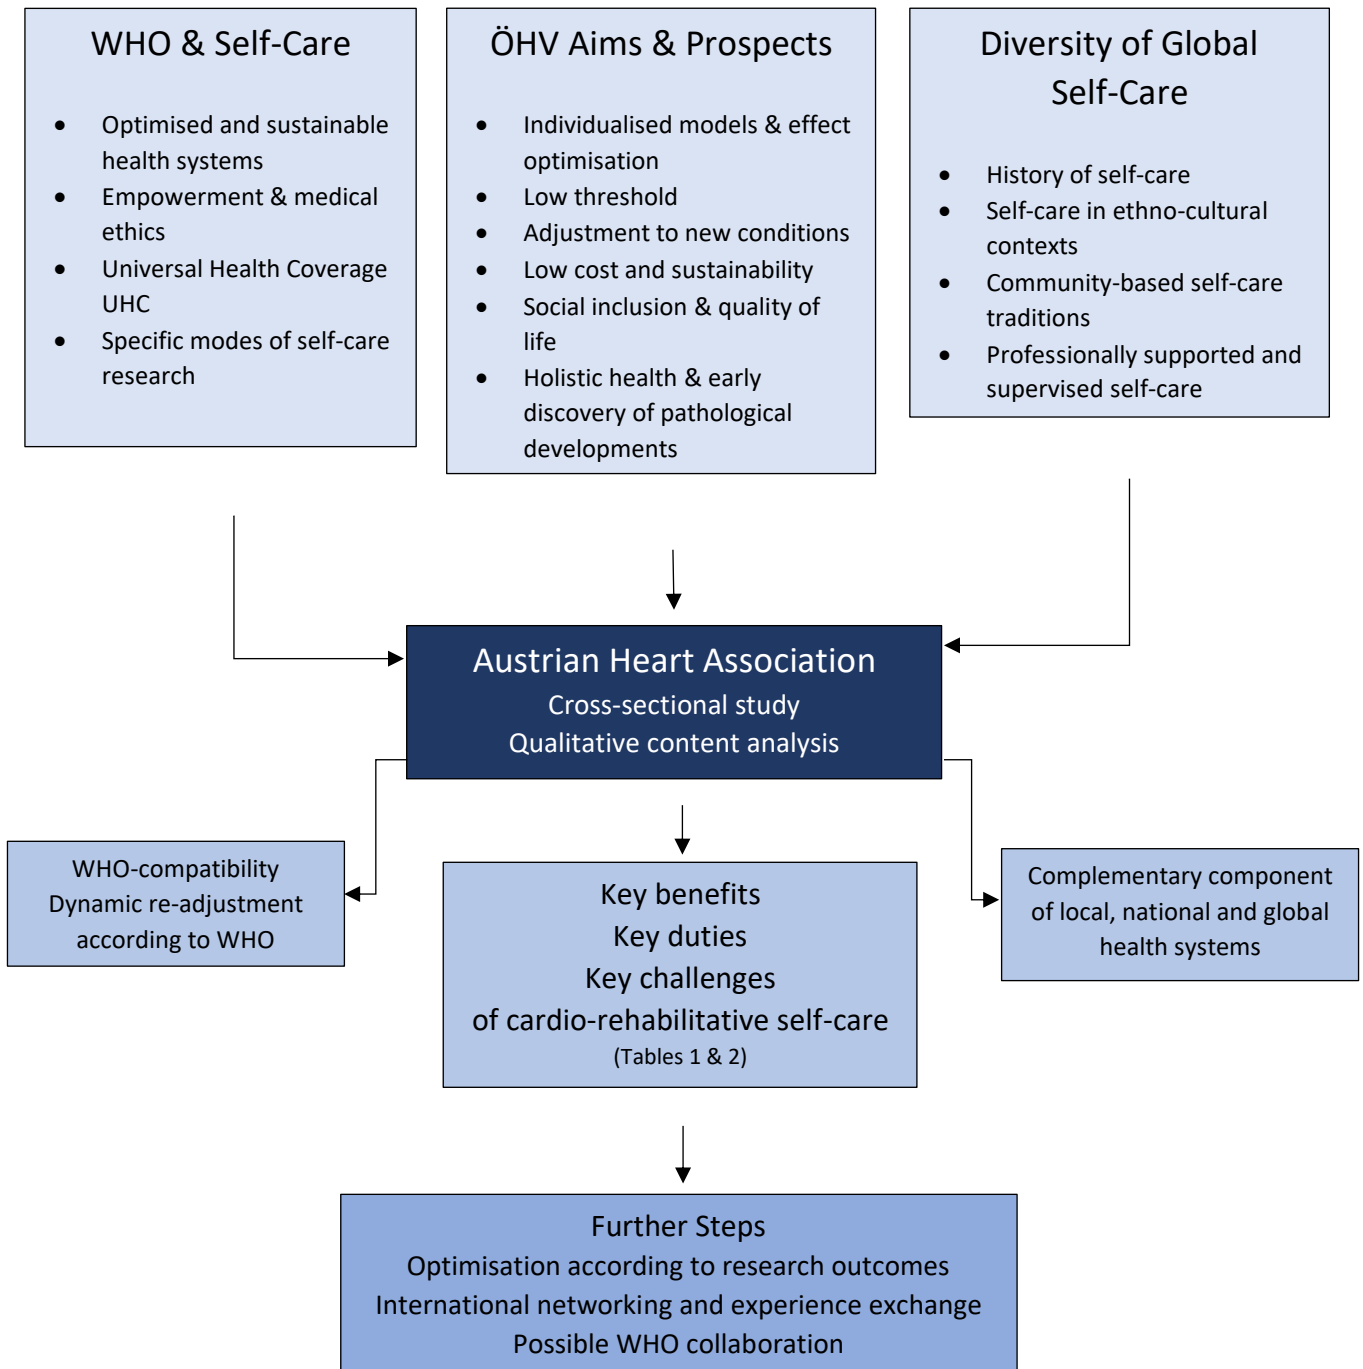 WHO & Self-Care
• Optimised and sustainable
health systems
• Empowerment & medical
ethics
• Universal Health Coverage
UHC
• Specific modes of self-care
research
ÖHV Aims & Prospects
• Individualised models & effect
optimisation
• Low threshold
• Adjustment to new conditions
• Low cost and sustainability
• Social inclusion & quality of
life
• Holistic health & early
discovery of pathological
developments
Diversity of Global
Self-Care
• History of self-care
• Self-care in ethno-cultural
contexts
• Community-based self-care
traditions
• Professionally supported and
supervised self-care
Austrian Heart Association
Cross-sectional study
Qualitative content analysis
WHO-compatibility
Dynamic re-adjustment
according to WHO
Key benefits
Key duties
Key challenges
of cardio-rehabilitative self-care
(Tables 1 & 2)
Complementary component
of local, national and global
health systems
Further Steps
Optimisation according to research outcomes
International networking and experience exchange
Possible WHO collaboration